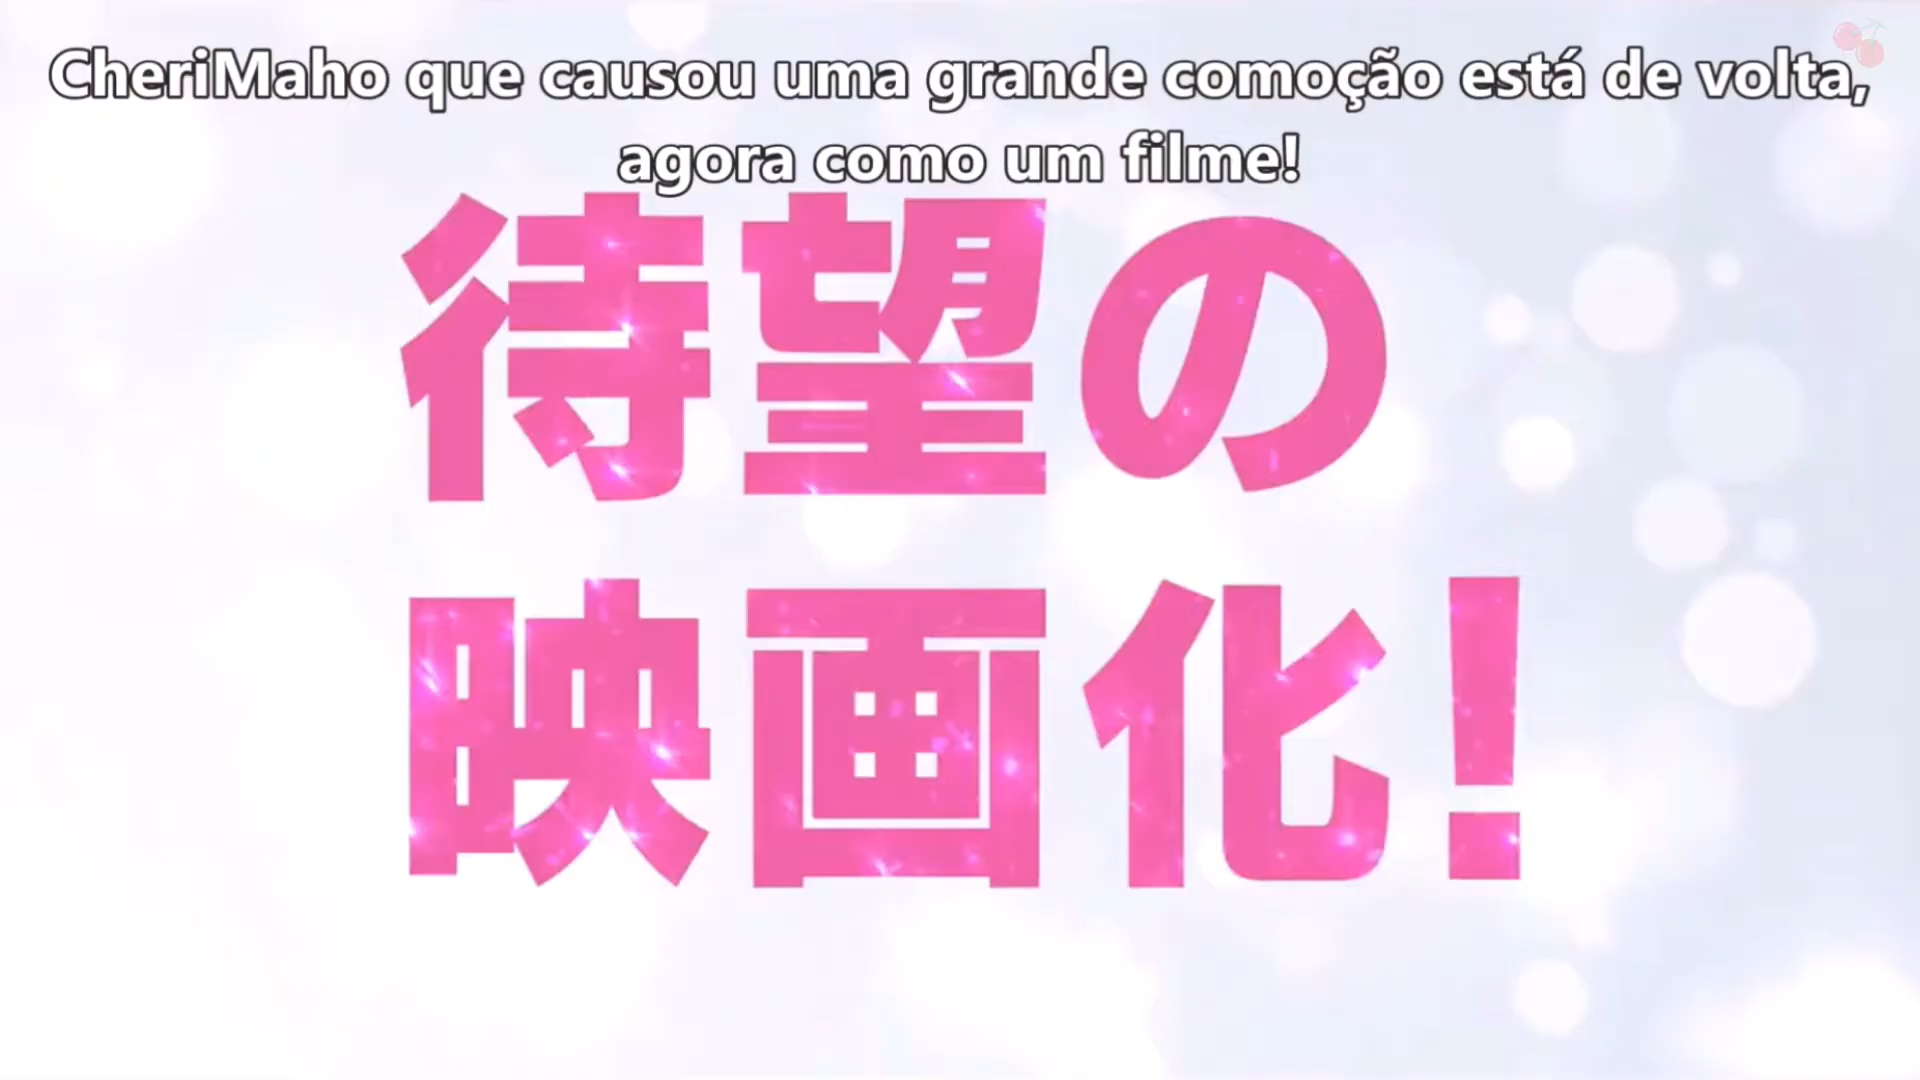 CheriMaho que causou uma grande comoção está de volta,
agora como um filme!
待望の
映画化!